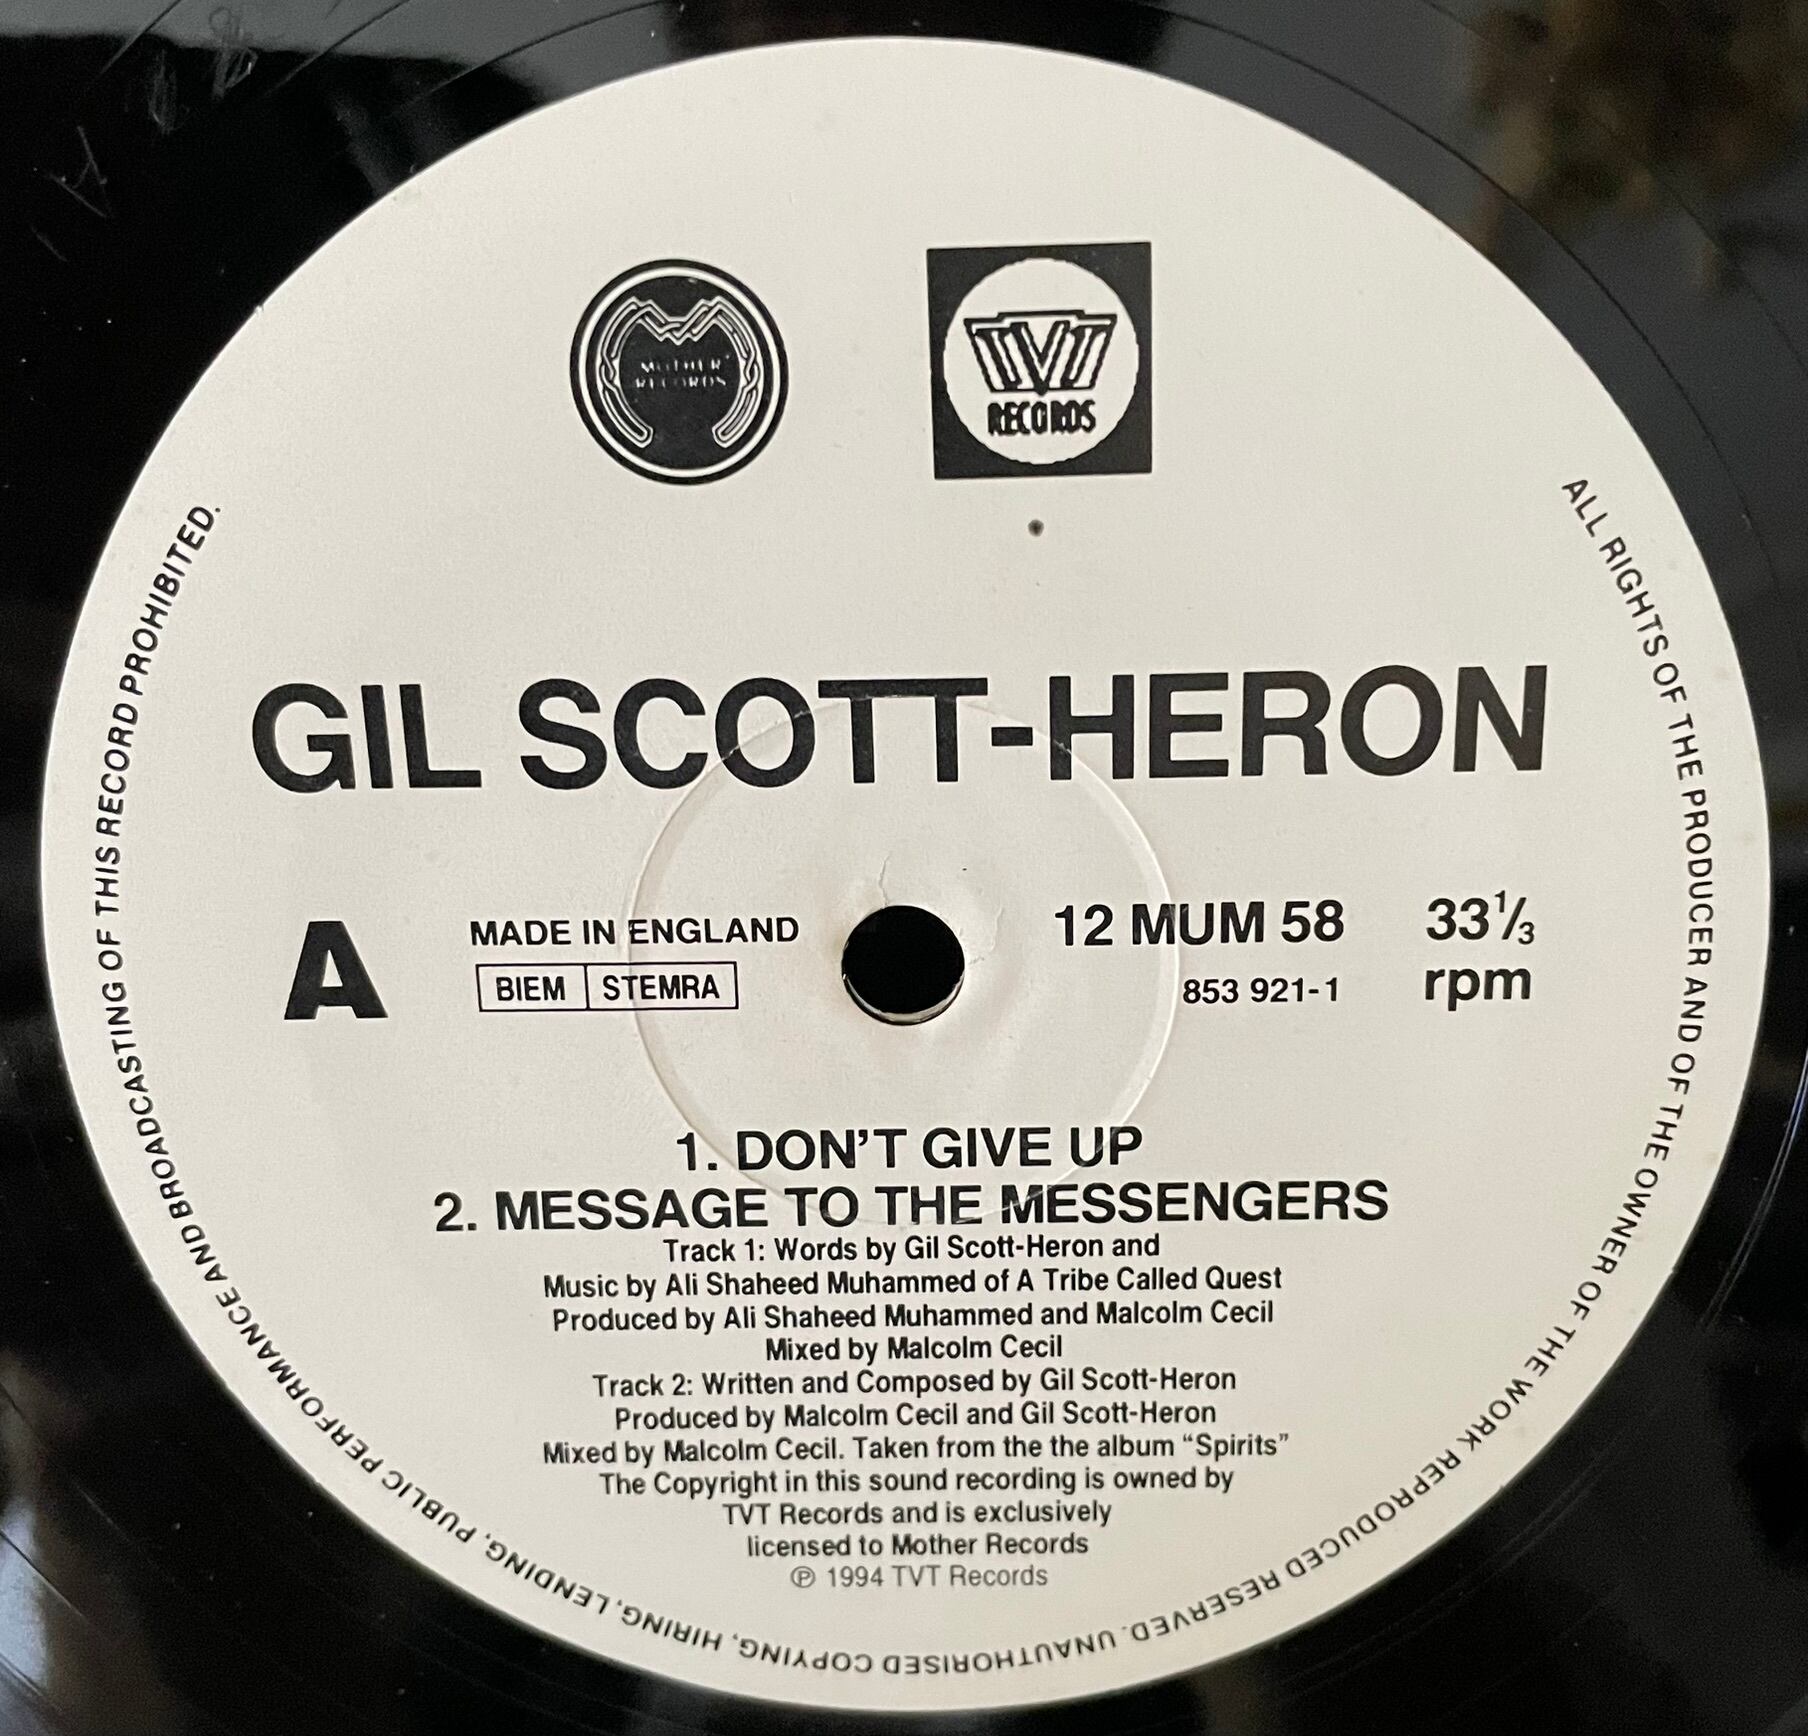 MOTHER
RECORDS
TVT
RECORDS
GIL SCOTT-HERON
A
MADE IN ENGLAND
BIEM STEMRA
12 MUM 58
853 921-1
33⅓
rpm
1. DON'T GIVE UP
2. MESSAGE TO THE MESSENGERS
Track 1: Words by Gil Scott-Heron and
Music by Ali Shaheed Muhammed of A Tribe Called Quest
Produced by Ali Shaheed Muhammed and Malcolm Cecil
Mixed by Malcolm Cecil
Track 2: Written and Composed by Gil Scott-Heron
Produced by Malcolm Cecil and Gil Scott-Heron
Mixed by Malcolm Cecil. Taken from the the album “Spirits”
The Copyright in this sound recording is owned by
TVT Records and is exclusively
licensed to Mother Records
℗ 1994 TVT Records
ALL RIGHTS OF THE PRODUCER AND OF THE OWNER OF THE WORK REPRODUCED RESERVED. UNAUTHORISED COPYING, HIRING, LENDING, PUBLIC PERFORMANCE AND BROADCASTING OF THIS RECORD PROHIBITED.